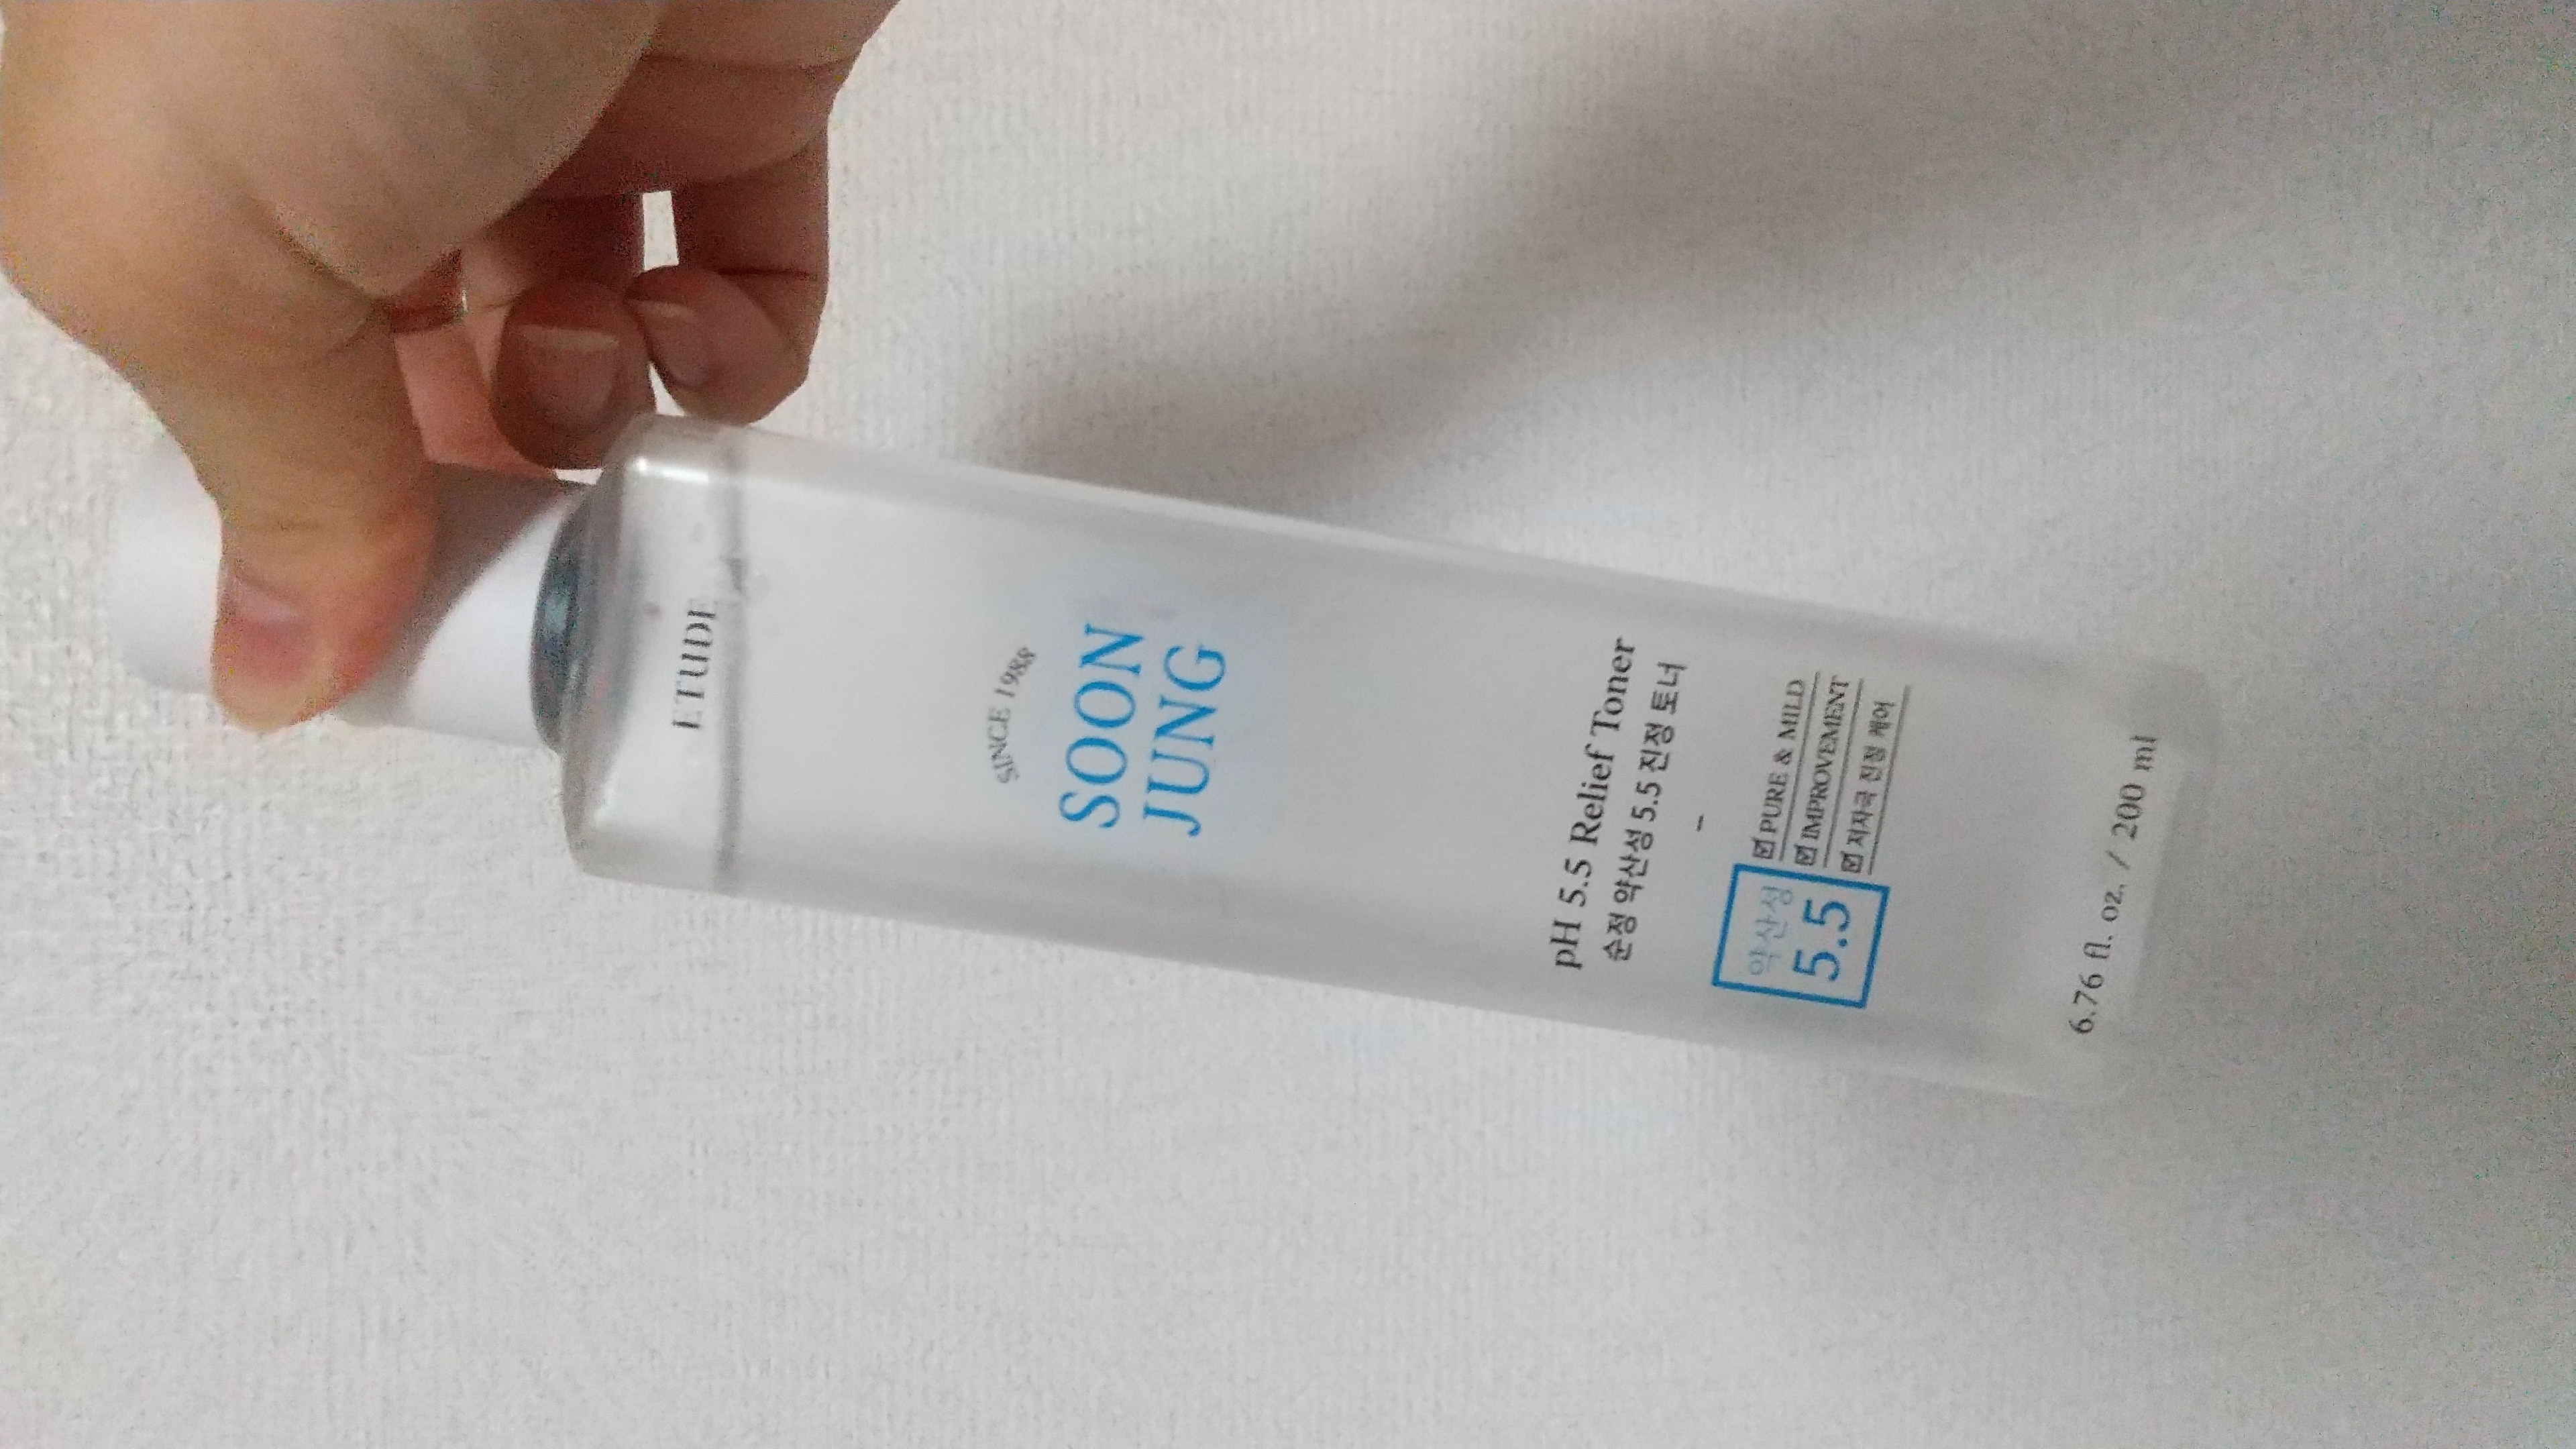 ETUDE
SINCE 1988
SOON
JUNG
pH 5.5 Relief Toner
순정 약산성 5.5 진정 토너
약산성
5.5
PURE & MILD
IMPROVEMENT
저자극 진정 케어
6.76 fl. oz. / 200 ml